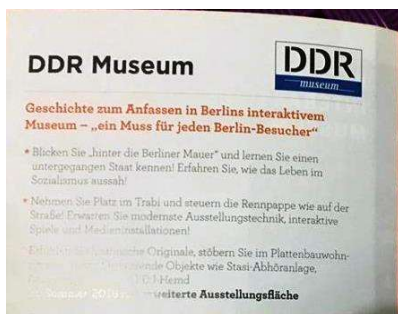 DDR Museum
DDR
museum
Geschichte zum Anfassen in Berlins interaktivem
Museum – „ein Muss für jeden Berlin-Besucher“
• Blicken Sie „hinter die Berliner Mauer“ und lernen Sie einen
untergegangen Staat kennen! Erfahren Sie, wie das Leben im
Sozialismus aussah!
• Nehmen Sie Platz im Trabi und steuern die Rennpappe wie auf der
Straße! Erwarten Sie modernste Ausstellungstechnik, interaktive
Spiele und Medieninstallationen!
Originale, stöbern Sie im Plattenbauwohn-
Objekte wie Stasi-Abhöranlage,
Hemd
weiterte Ausstellungsfläche